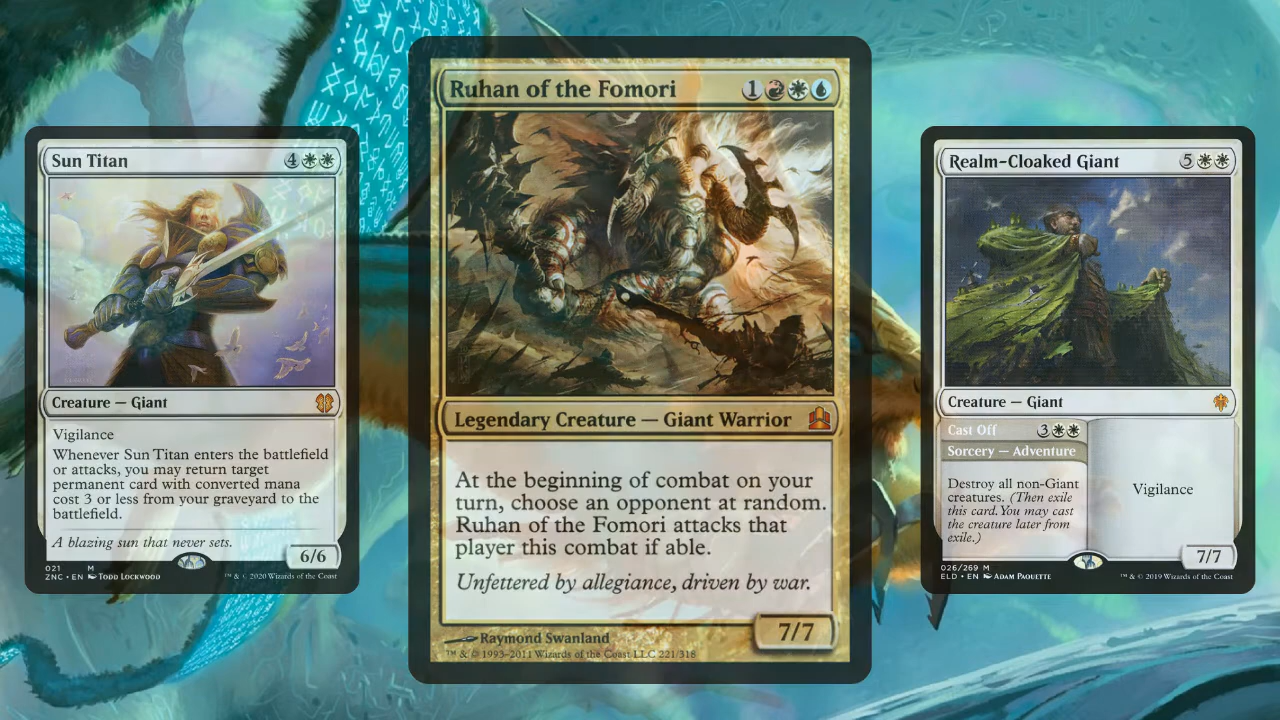 Sun Titan 4
Creature — Giant
Vigilance
Whenever Sun Titan enters the battlefield
or attacks, you may return target
permanent card with converted mana
cost 3 or less from your graveyard to the
battlefield.
A blazing sun that never sets.
6/6
021 M
ZNC • EN Todd Lockwood
™ & © 2020 Wizards of the Coast
Ruhan of the Fomori 1
Legendary Creature — Giant Warrior
At the beginning of combat on your
turn, choose an opponent at random.
Ruhan of the Fomori attacks that
player this combat if able.
Unfettered by allegiance, driven by war.
7/7
Raymond Swanland
™ & © 1993–2011 Wizards of the Coast LLC 221/318
Realm-Cloaked Giant 5
Creature — Giant
Cast Off 3
Sorcery — Adventure
Destroy all non-Giant
creatures. (Then exile
this card. You may cast
the creature later from
exile.)
Vigilance
7/7
026/269 M
ELD • EN Adam Paquette
™ & © 2019 Wizards of the Coast